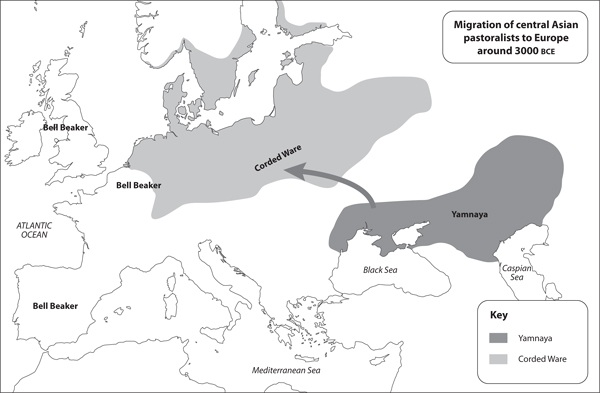 Migration of central Asian
pastoralists to Europe
around 3000 BCE
Bell Beaker
Corded Ware
Bell Beaker
Yamnaya
ATLANTIC
OCEAN
Black Sea
Caspian
Sea
Bell Beaker
Mediterranean Sea
Key
Yamnaya
Corded Ware